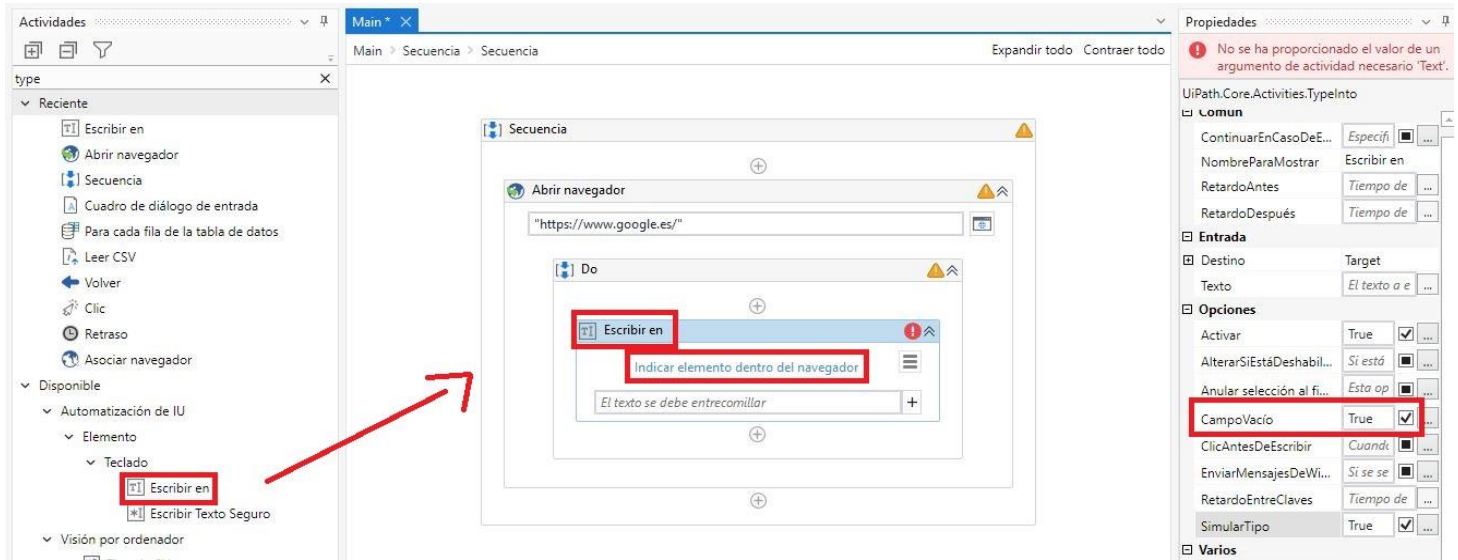 Actividades
type
Reciente
Escribir en
Abrir navegador
Secuencia
Cuadro de diálogo de entrada
Para cada fila de la tabla de datos
Leer CSV
Volver
Clic
Retraso
Asociar navegador
Disponible
Automatización de IU
Elemento
Teclado
Escribir en
Escribir Texto Seguro
Visión por ordenador
Main *
Main > Secuencia > Secuencia
Expandir todo Contraer todo
Secuencia
Abrir navegador
"https://www.google.es/"
Do
Escribir en
Indicar elemento dentro del navegador
El texto se debe entrecomillar
Propiedades
No se ha proporcionado el valor de un
argumento de actividad necesario 'Text'.
UiPath.Core.Activities.TypeInto
Común
ContinuarEnCasoDeE... Especifi ...
NombreParaMostrar Escribir en
RetardoAntes Tiempo de ...
RetardoDespués Tiempo de ...
Entrada
Destino Target
Texto El texto a e ...
Opciones
Activar True ...
AlterarSiEstáDeshabil... Si está ...
Anular selección al fi... Esta op ...
CampoVacío True ...
ClicAntesDeEscribir Cuando ...
EnviarMensajesDeWi... Si se se ...
RetardoEntreClaves Tiempo de ...
SimularTipo True ...
Varios